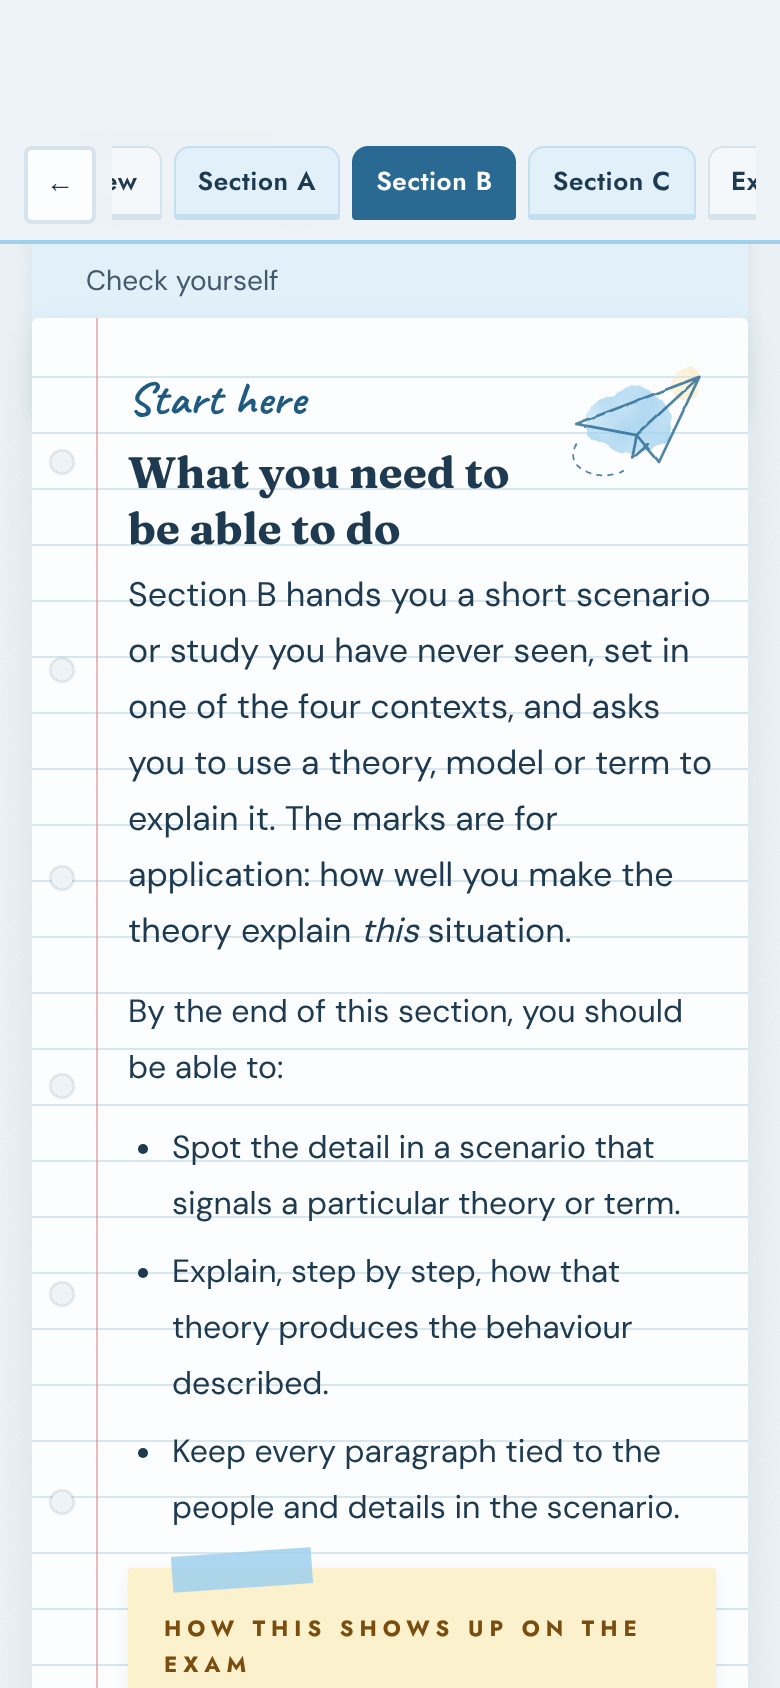 ←
ew
Section A
Section B
Section C
Ex
Check yourself
Start here
What you need to
be able to do
Section B hands you a short scenario
or study you have never seen, set in
one of the four contexts, and asks
you to use a theory, model or term to
explain it. The marks are for
application: how well you make the
theory explain this situation.
By the end of this section, you should
be able to:
• Spot the detail in a scenario that
signals a particular theory or term.
• Explain, step by step, how that
theory produces the behaviour
described.
• Keep every paragraph tied to the
people and details in the scenario.
HOW THIS SHOWS UP ON THE
EXAM